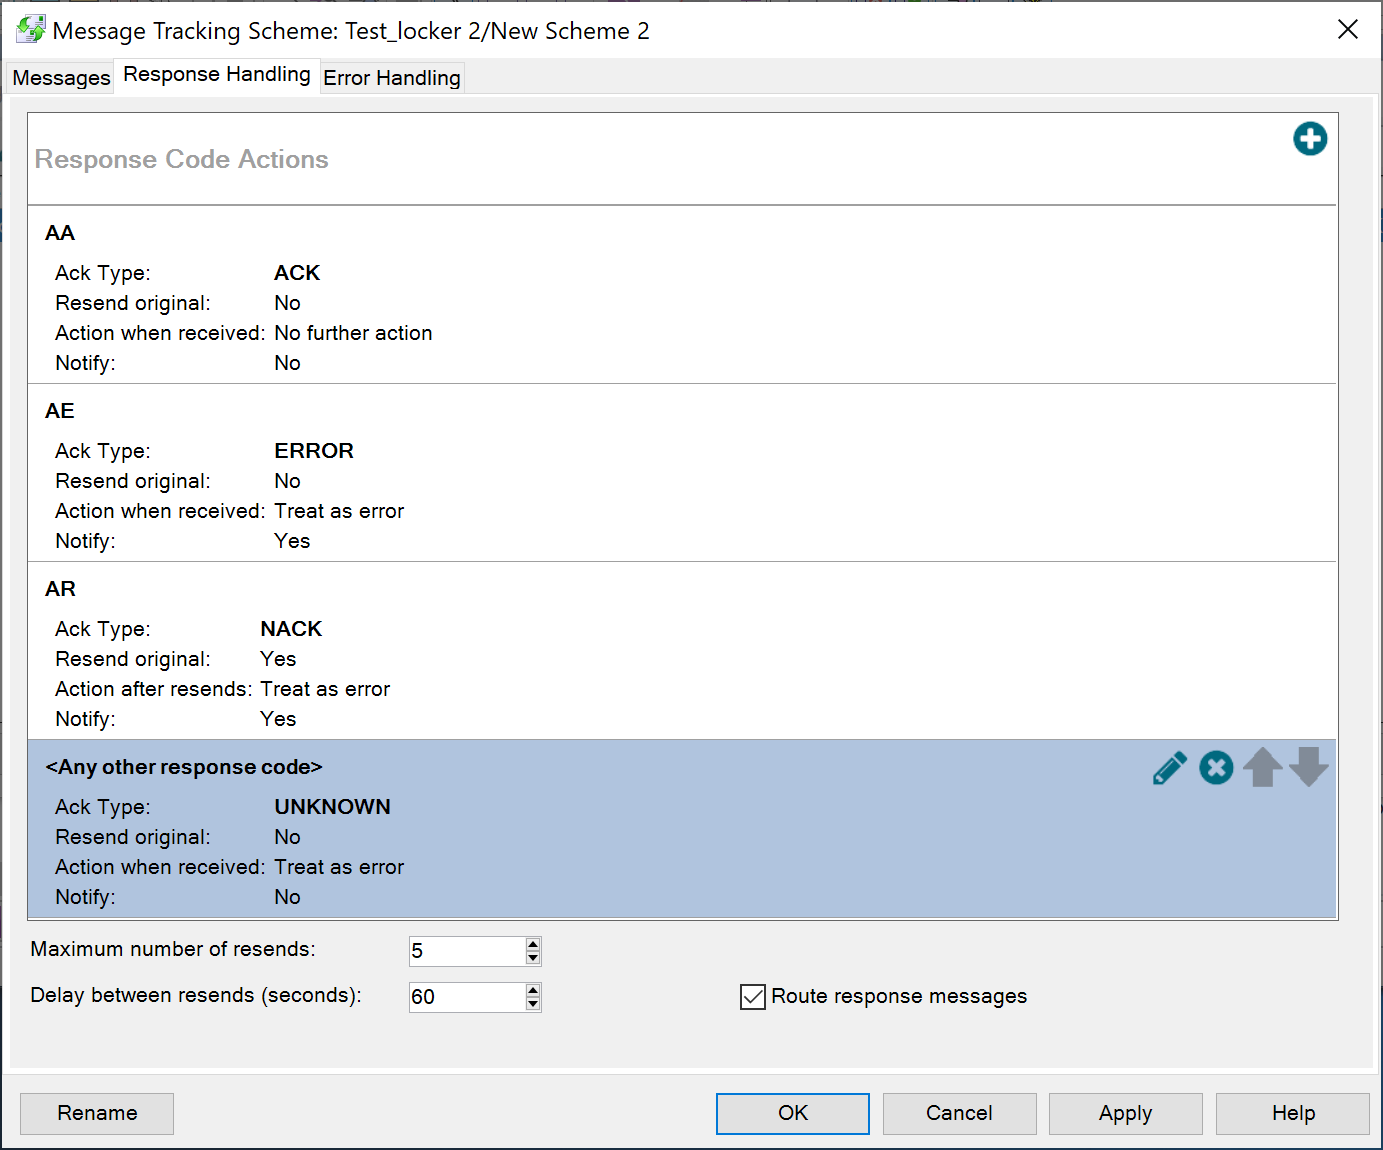 Message Tracking Scheme: Test_locker 2/New Scheme 2
Messages Response Handling Error Handling
Response Code Actions
AA
Ack Type: ACK
Resend original: No
Action when received: No further action
Notify: No
AE
Ack Type: ERROR
Resend original: No
Action when received: Treat as error
Notify: Yes
AR
Ack Type: NACK
Resend original: Yes
Action after resends: Treat as error
Notify: Yes
<Any other response code>
Ack Type: UNKNOWN
Resend original: No
Action when received: Treat as error
Notify: No
Maximum number of resends: 5
Delay between resends (seconds): 60 Route response messages
Rename OK Cancel Apply Help